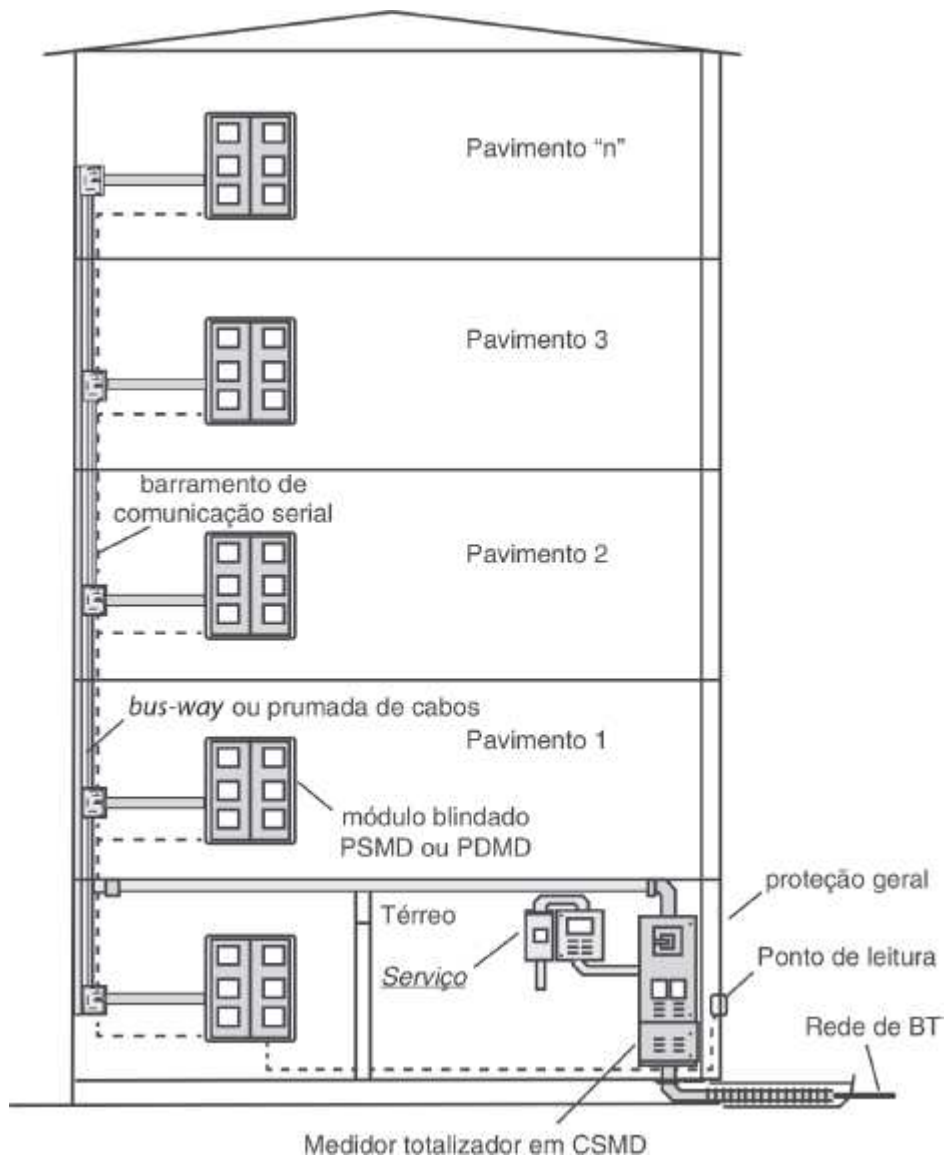 Pavimento “n”
Pavimento 3
barramento de
comunicação serial
Pavimento 2
bus-way ou prumada de cabos
Pavimento 1
módulo blindado
PSMD ou PDMD
proteção geral
Térreo
Ponto de leitura
Serviço
Rede de BT
Medidor totalizador em CSMD